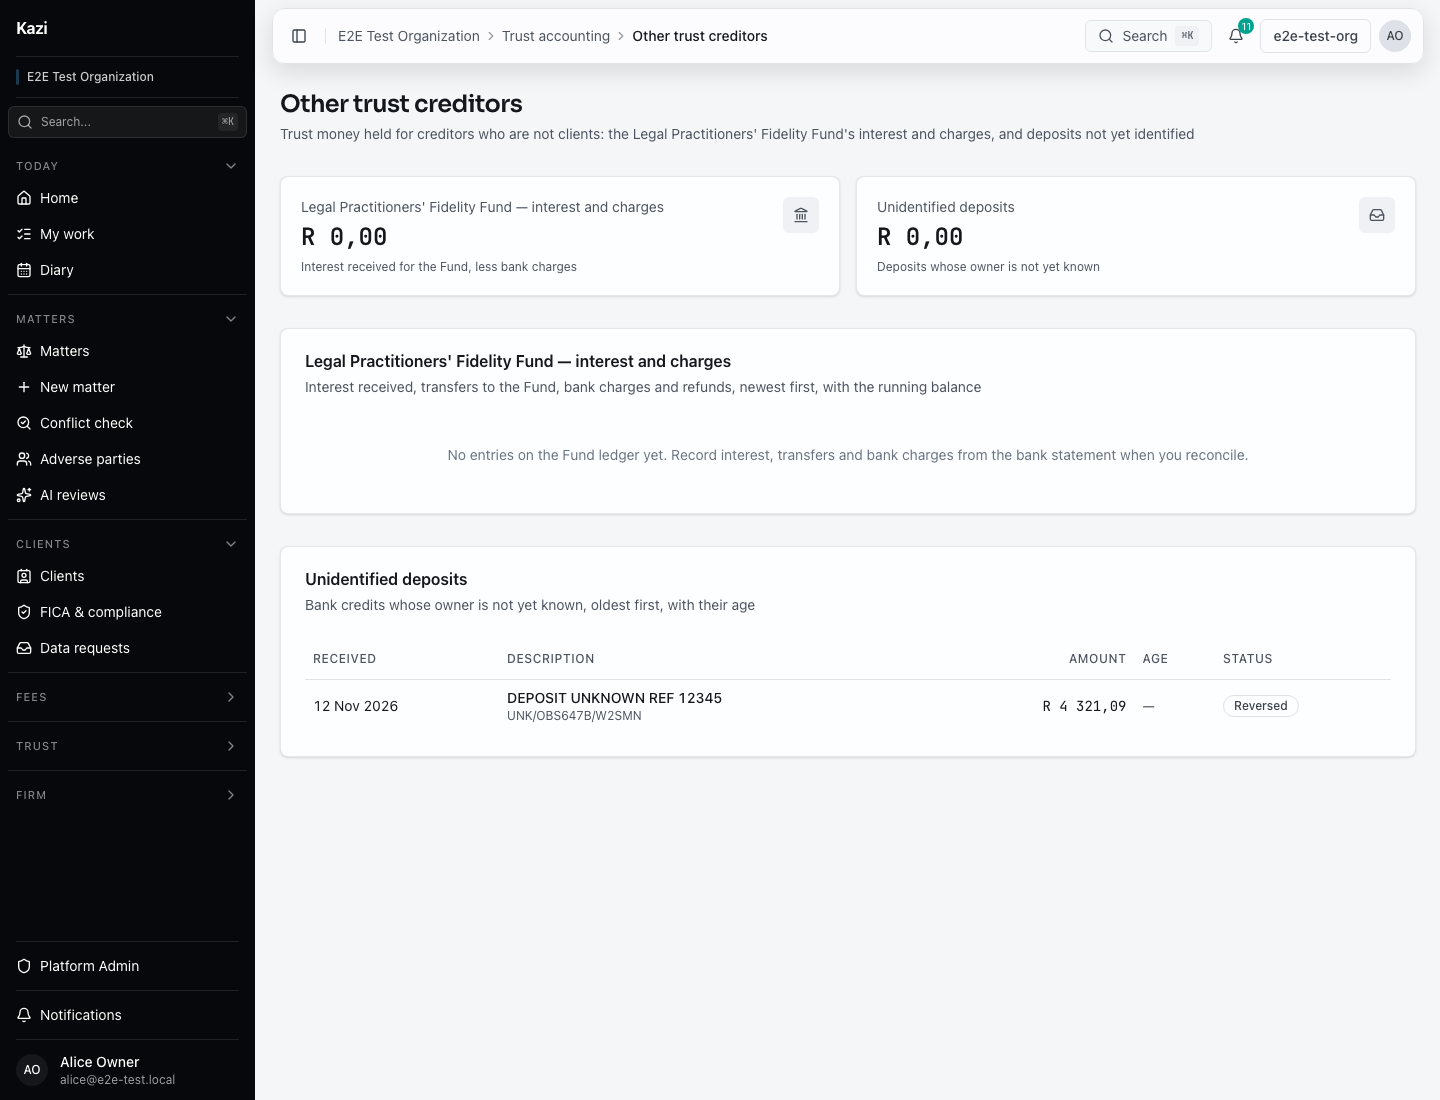 Kazi
E2E Test Organization
Search...
⌘K
TODAY
Home
My work
Diary
MATTERS
Matters
New matter
Conflict check
Adverse parties
AI reviews
CLIENTS
Clients
FICA & compliance
Data requests
FEES
TRUST
FIRM
Platform Admin
Notifications
AO
Alice Owner
alice@e2e-test.local
E2E Test Organization > Trust accounting > Other trust creditors
Search ⌘K
11
e2e-test-org
AO
Other trust creditors
Trust money held for creditors who are not clients: the Legal Practitioners' Fidelity Fund's interest and charges, and deposits not yet identified
Legal Practitioners' Fidelity Fund — interest and charges
R 0,00
Interest received for the Fund, less bank charges
Unidentified deposits
R 0,00
Deposits whose owner is not yet known
Legal Practitioners' Fidelity Fund — interest and charges
Interest received, transfers to the Fund, bank charges and refunds, newest first, with the running balance
No entries on the Fund ledger yet. Record interest, transfers and bank charges from the bank statement when you reconcile.
Unidentified deposits
Bank credits whose owner is not yet known, oldest first, with their age
RECEIVED DESCRIPTION AMOUNT AGE STATUS
12 Nov 2026 DEPOSIT UNKNOWN REF 12345 R 4 321,09 — Reversed
UNK/OBS647B/W2SMN